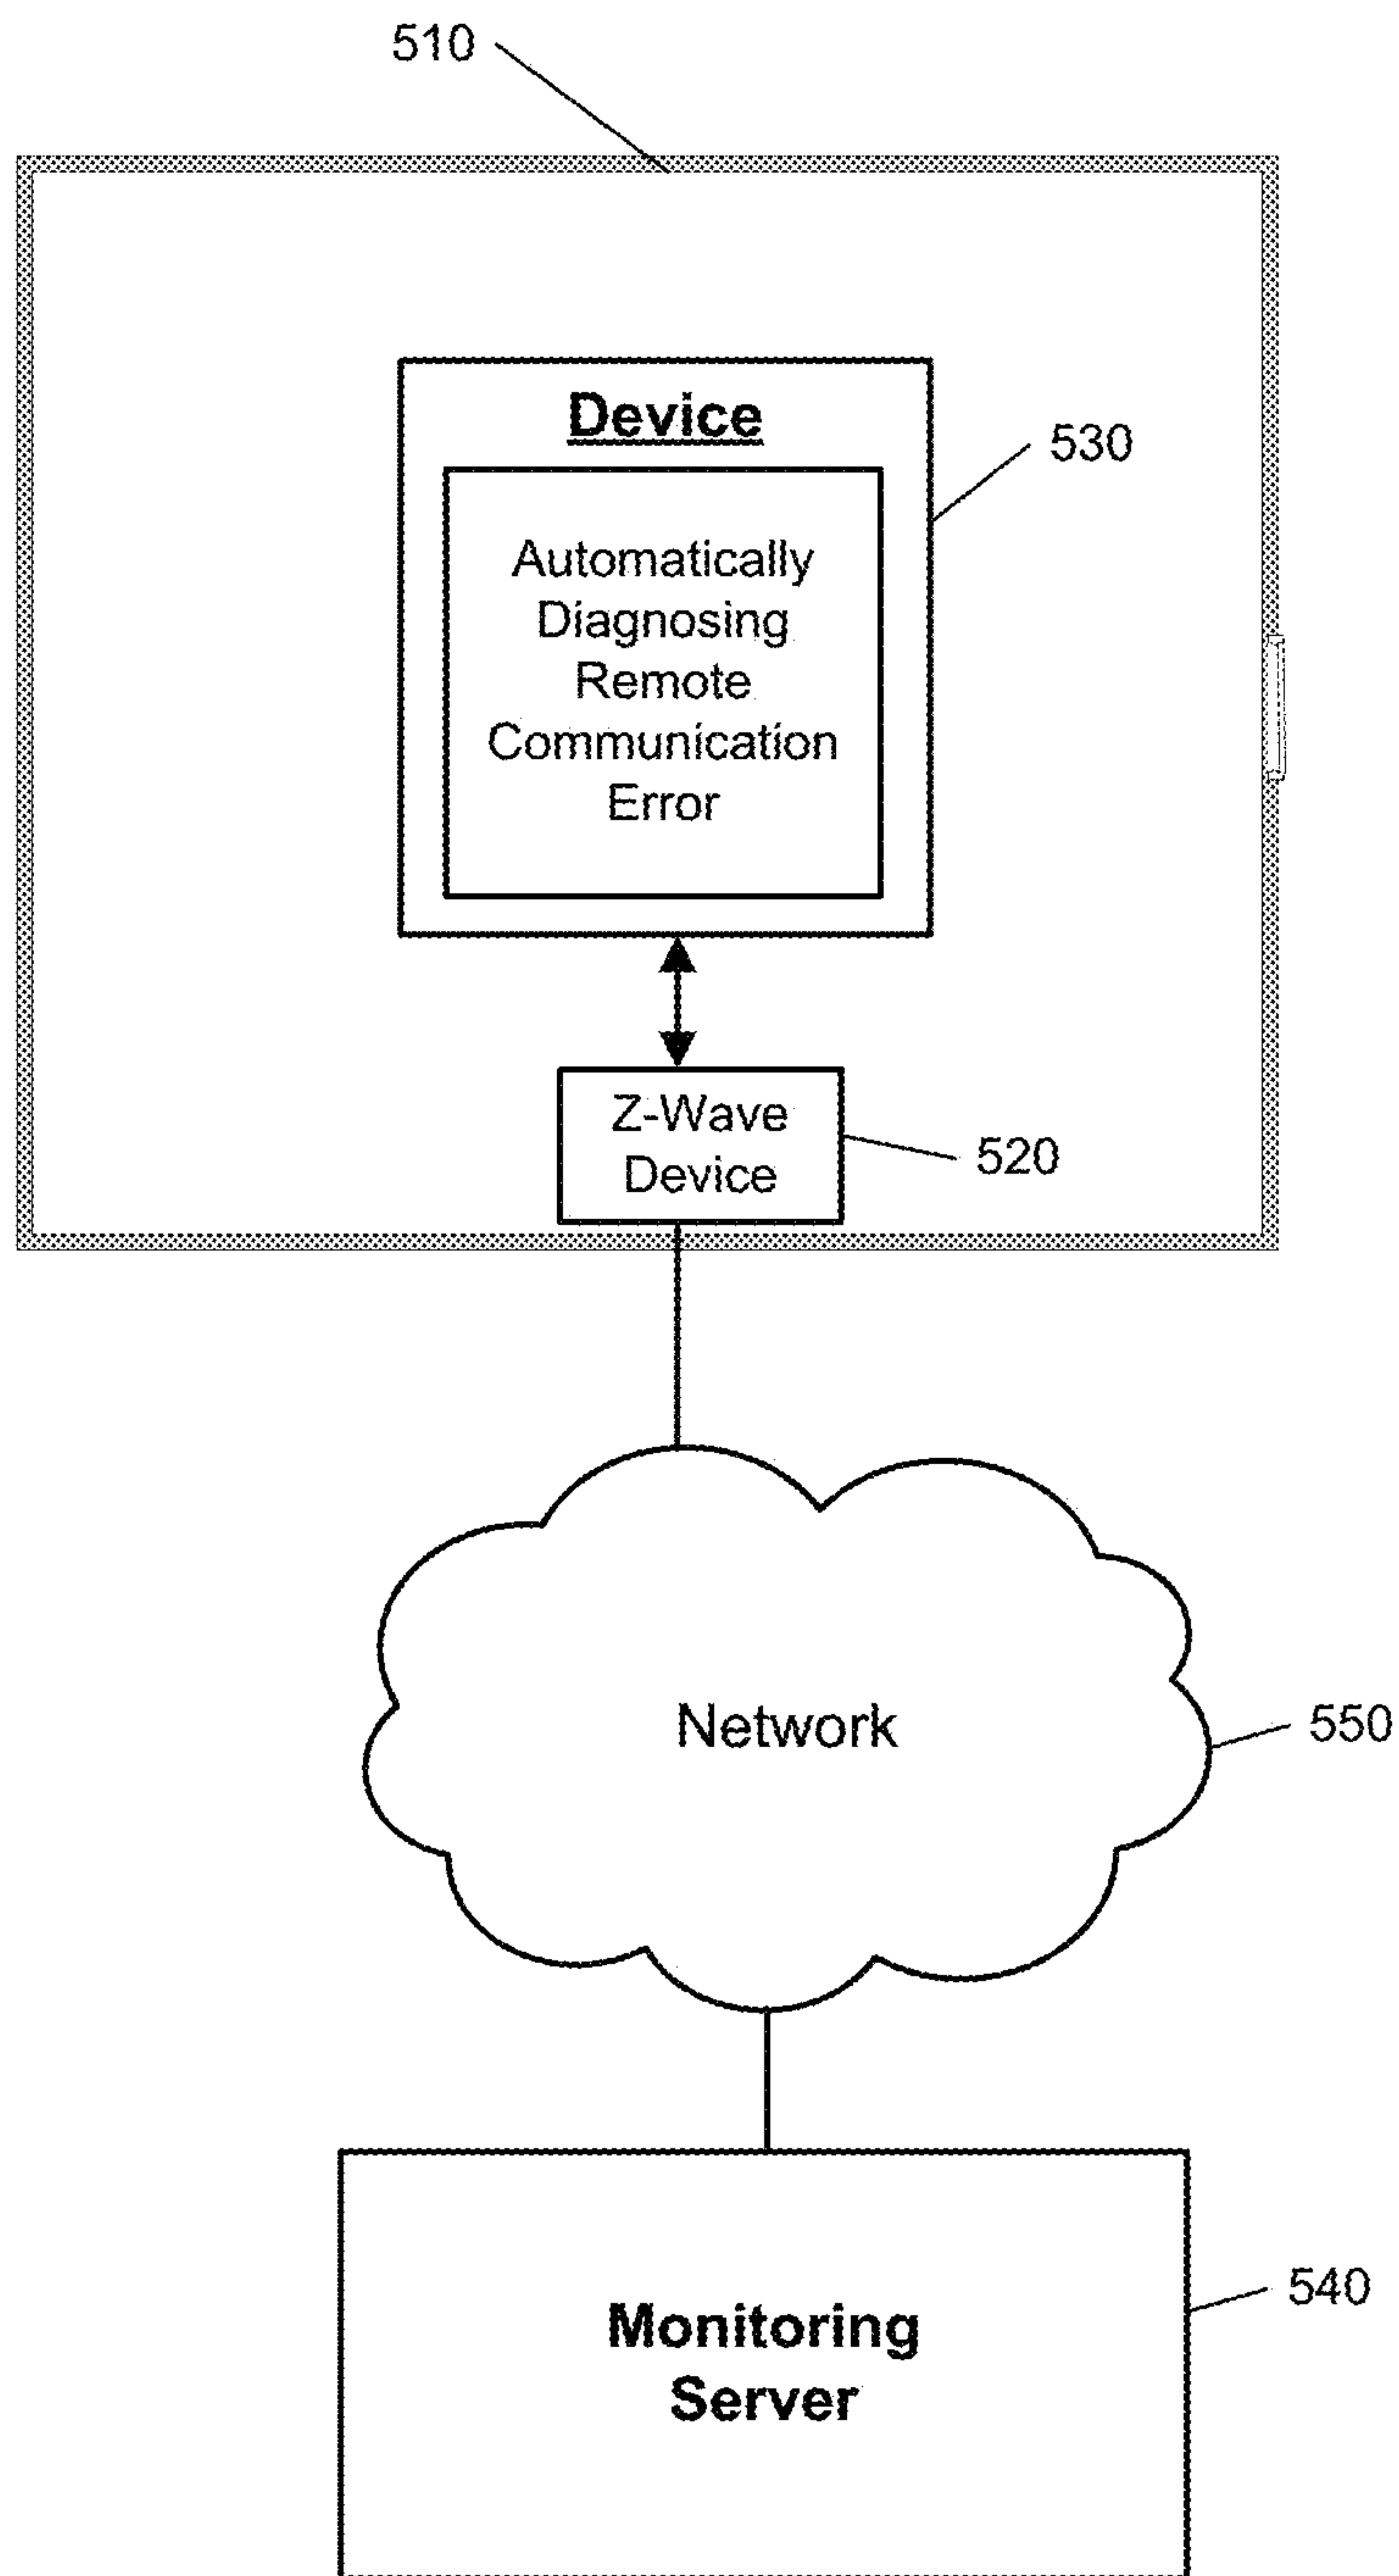 510
Device
530
Automatically
Diagnosing
Remote
Communication
Error
Z-Wave
Device
520
Network
550
540
Monitoring
Server